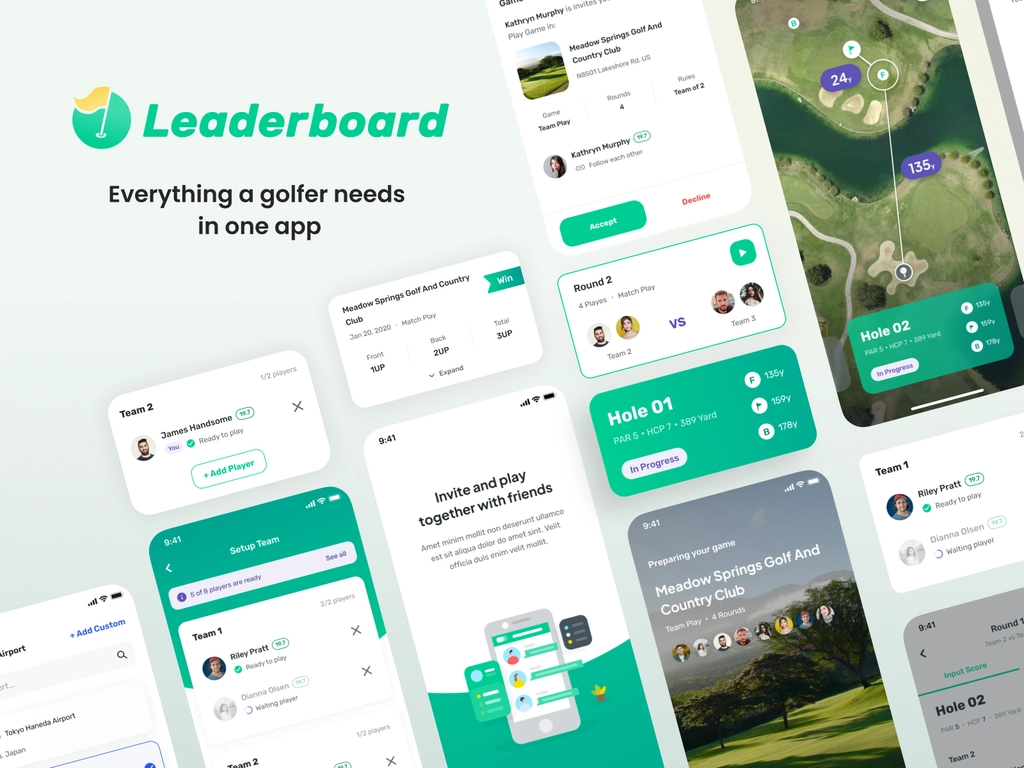 Leaderboard
Everything a golfer needs
in one app
Kathryn Murphy is invites you
Play Game in:
Meadow Springs Golf And
Country Club
N8501 Lakeshore Rd, US
Game
Team Play
Rounds
4
Rules
Team of 2
Kathryn Murphy 19.7
Follow each other
Accept
Decline
B
F
24y
135y
Hole 02
PAR 5 • HCP 7 • 389 Yard
In Progress
F 135y
159y
B 178y
Meadow Springs Golf And Country
Club
Win
Jan 20, 2020 • Match Play
Front
1UP
Back
2UP
Total
3UP
Expand
Round 2
4 Playes • Match Play
VS
Team 2
Team 3
Team 2
1/2 players
James Handsome 19.7
You Ready to play
+ Add Player
Hole 01
PAR 5 • HCP 7 • 389 Yard
In Progress
F 135y
159y
B 178y
9:41
Invite and play
together with friends
Amet minim mollit non deserunt ullamco
est sit aliqua dolor do amet sint. Velit
officia duis enim velit mollit.
9:41
Setup Team
5 of 8 players are ready
See all
Team 1
2/2 players
Riley Pratt 19.7
Ready to play
Dianna Olsen 19.7
Waiting player
Team 2
1/2 players
+ Add Custom
Tokyo Haneda Airport
Japan
9:41
Preparing your game
Meadow Springs Golf And
Country Club
Team Play • 4 Rounds
Team 1
Riley Pratt 19.7
Ready to play
Dianna Olsen 19.7
Waiting player
9:41
Round 1
Team 2 vs
Input Score
Hole 02
PAR 5 • HCP 7 • 389 Yard
Team 2